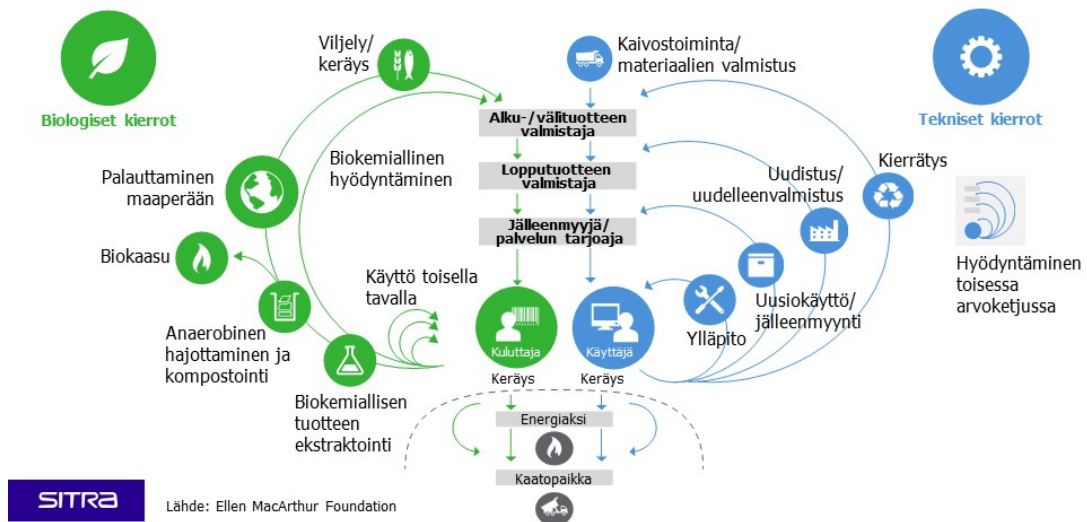 Biologiset kierrot
Viljely/
keräys
Kaivostoiminta/
materiaalien valmistus
Tekniset kierrot
Alku-/välituotteen
valmistaja
Lopputuotteen
valmistaja
Jälleenmyyjä/
palvelun tarjoaja
Palauttaminen
maaperään
Biokemiallinen
hyödyntäminen
Biokaasu
Käyttö toisella
tavalla
Anaerobinen
hajottaminen ja
kompostointi
Biokemiallisen
tuotteen
ekstraktointi
Kuluttaja
Käyttäjä
Keräys
Keräys
Ylläpito
Uusiokäyttö/
jälleenmyynti
Uudistus/
uudelleenvalmistus
Kierrätys
Hyödyntäminen
toisessa
arvoketjussa
Energiaksi
Kaatopaikka
SITRA
Lähde: Ellen MacArthur Foundation